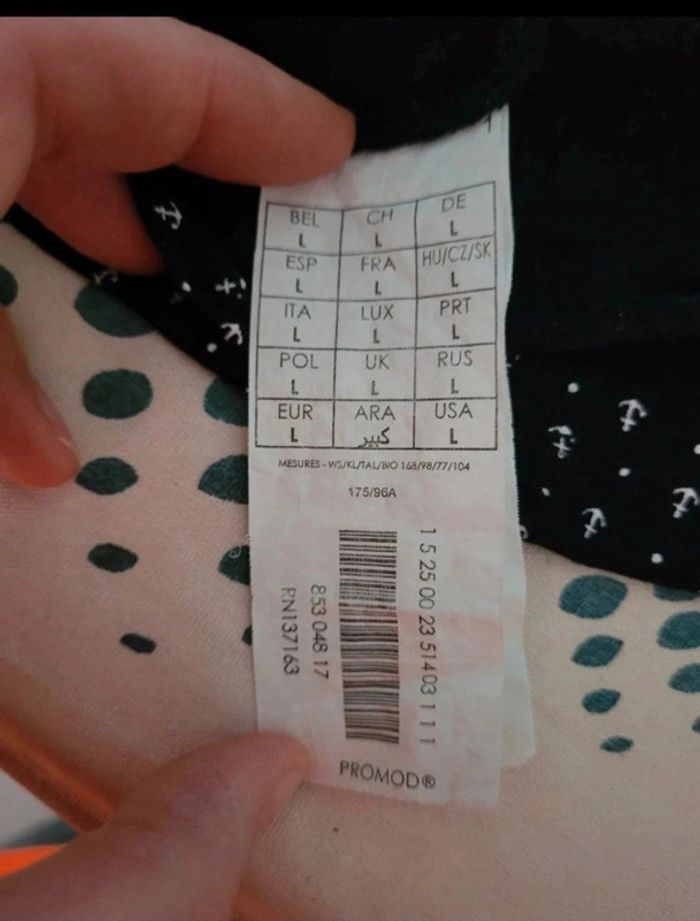 BEL CH DE
L L L
ESP FRA HU/CZ/SK
L L L
ITA LUX PRT
L L L
POL UK RUS
L L L
EUR ARA USA
L كبير L
MESURES - WS/KL/TAL/BIO 168/98/77/104
175/96A
1 5 25 00 23 514 03 1 1 1
853 048 17
RN137163
PROMOD®